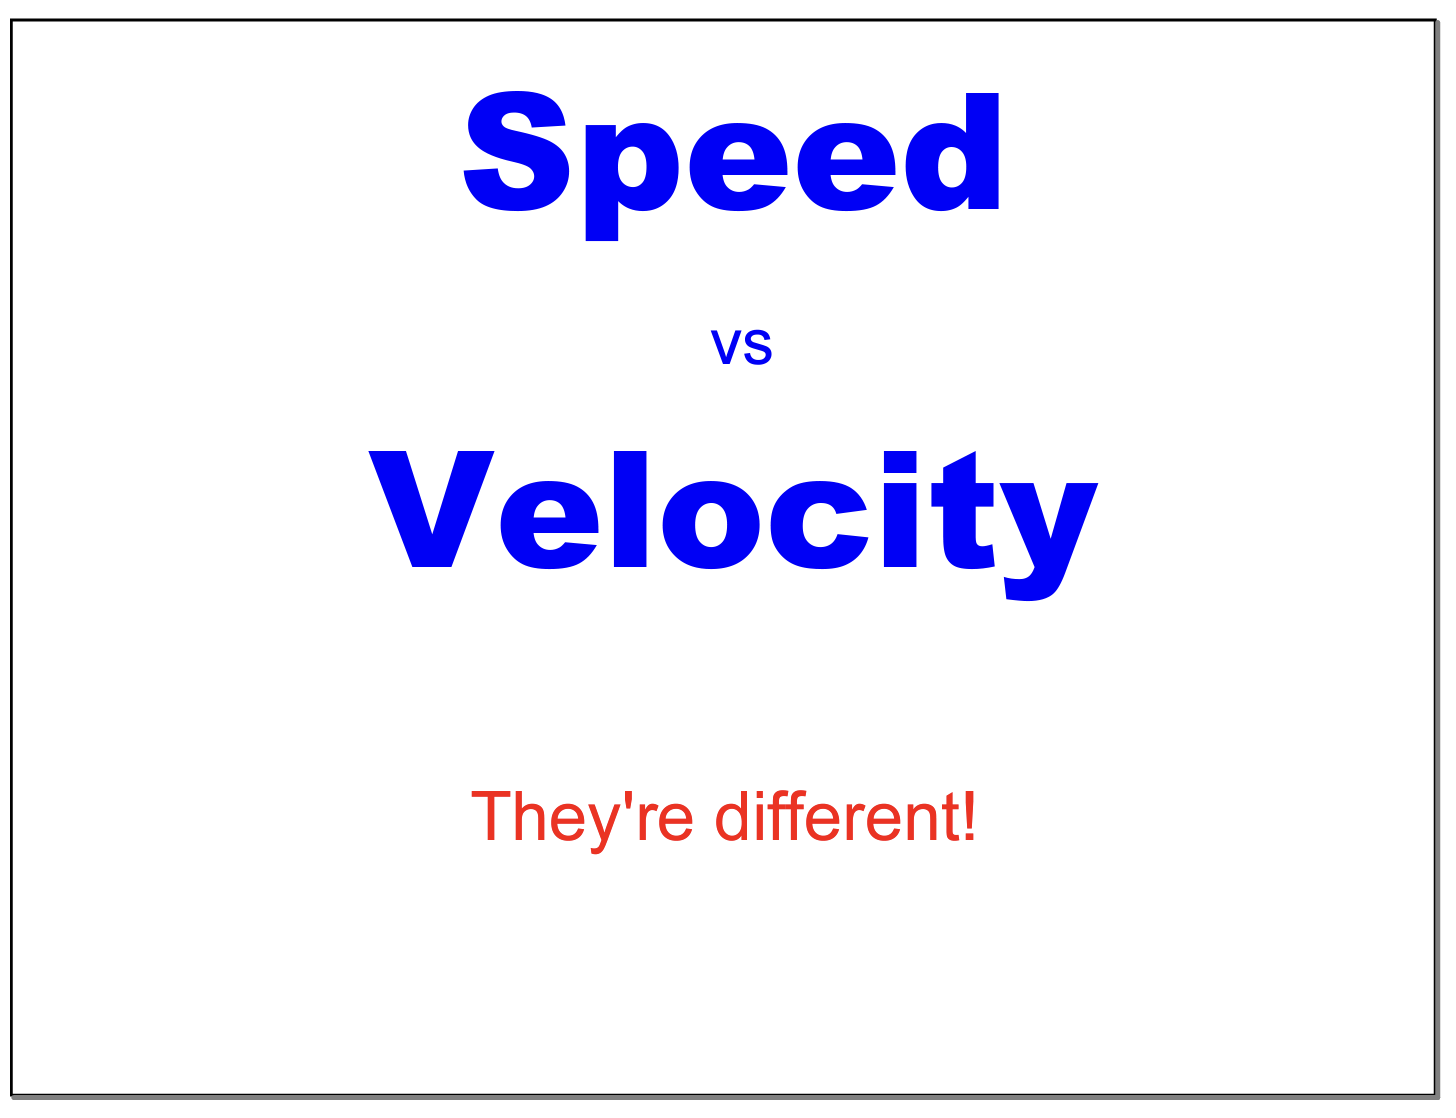 Speed
vs
Velocity
They're different!